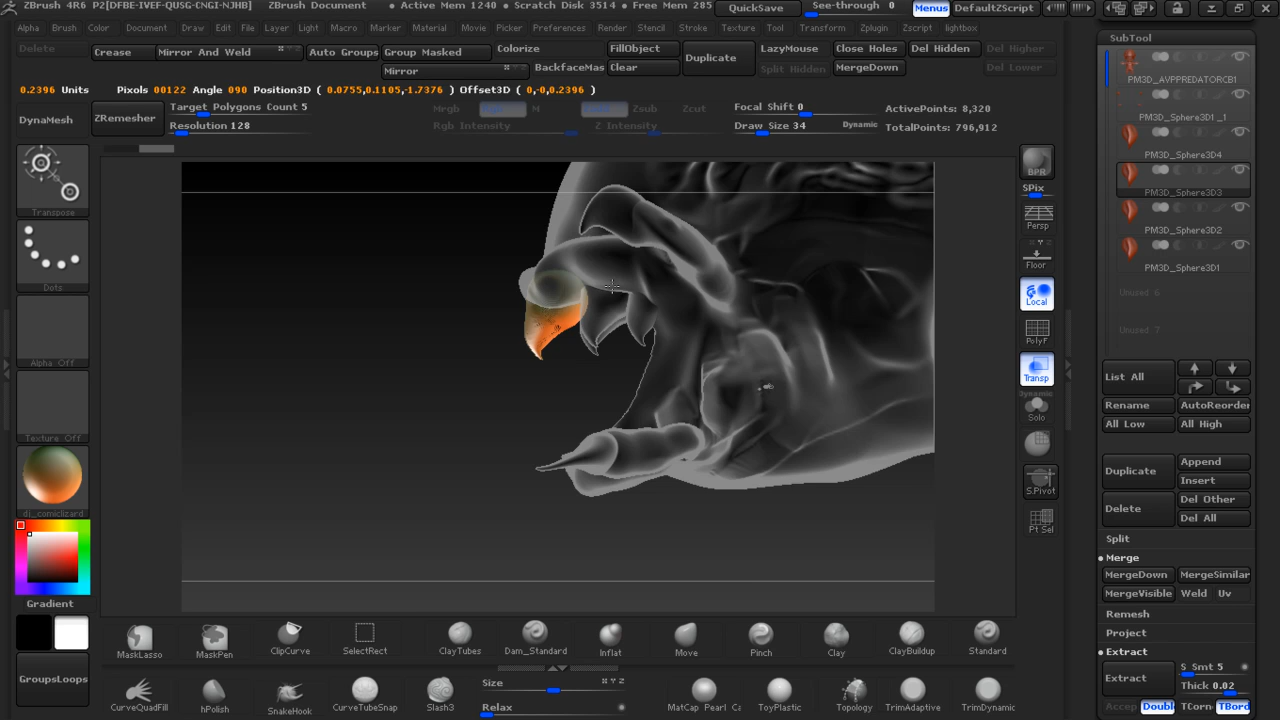 ZBrush 4R6 P2[DFBE-IVEF-QUSG-CNGI-NJHB] ZBrush Document • Active Mem 1240 • Scratch Disk 3514 • Free Mem 285 QuickSave See-through 0 Menus DefaultZScript
Alpha Brush Color Document Draw Edit File Layer Light Macro Marker Material Movie Picker Preferences Render Stencil Stroke Texture Tool Transform Zplugin Zscript lightbox
Delete Crease Mirror And Weld Auto Groups Group Masked Colorize FillObject Duplicate LazyMouse Close Holes Del Hidden Del Higher
Mirror BackfaceMas Clear Split Hidden MergeDown Del Lower
0.2396 Units Pixols 00122 Angle 090 Position3D ( 0.0755,0.1105,-1.7376 ) Offset3D ( 0,-0,0.2396 )
DynaMesh ZRemesher Target Polygons Count 5 Mrgb M Zsub Zcut Focal Shift 0 ActivePoints: 8,320
Resolution 128 Rgb Intensity Z Intensity Draw Size 34 Dynamic TotalPoints: 796,912
Transpose
Dots
Alpha Off
Texture Off
dj_comiclizard
Gradient
GroupsLoops
BPR
SPix
Persp
Floor
Local
PolyF
Transp
Dynamic
Solo
S.Pivot
Pt Sel
SubTool
PM3D_AVPPREDATORCB1
PM3D_Sphere3D1_1
PM3D_Sphere3D4
PM3D_Sphere3D3
PM3D_Sphere3D2
PM3D_Sphere3D1
Unused 6
Unused 7
List All
Rename AutoReorder
All Low All High
Duplicate Append
Insert
Delete Del Other
Del All
Split
Merge
MergeDown MergeSimilar
MergeVisible Weld Uv
Remesh
Project
Extract
Extract S Smt 5
Thick 0.02
Accep Doubl TCorn TBord
MaskLasso MaskPen ClipCurve SelectRect ClayTubes Dam_Standard Inflat Move Pinch Clay ClayBuildup Standard
Size X Y Z
Relax
CurveQuadFill hPolish SnakeHook CurveTubeSnap Slash3 MatCap Pearl Ca ToyPlastic Topology TrimAdaptive TrimDynamic